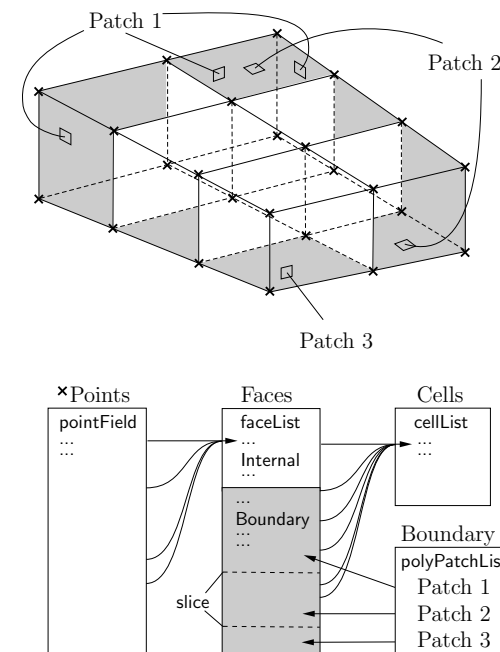 Patch 1
Patch 2
Patch 3
×Points
Faces
Cells
pointField
...
...
faceList
...
Internal
...
cellList
...
...
...
Boundary
...
...
slice
Boundary
polyPatchLis
Patch 1
Patch 2
Patch 3